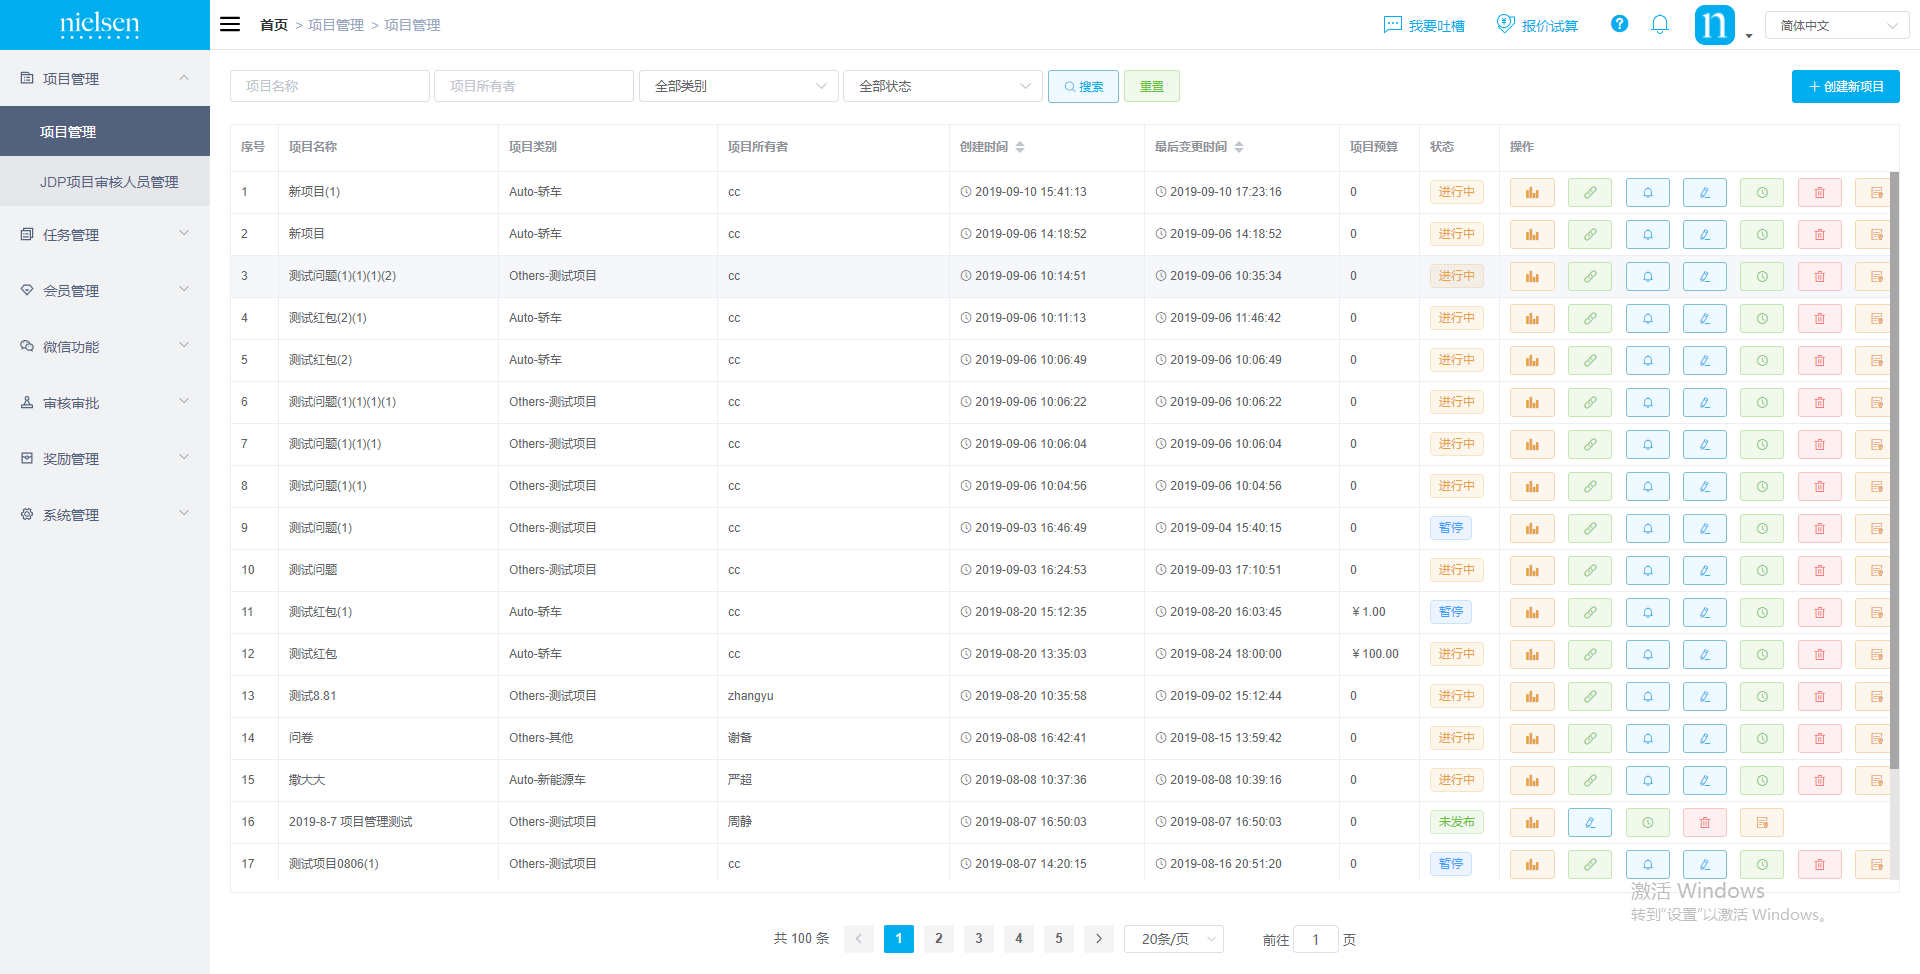 nielsen
首页 > 项目管理 > 项目管理
我要吐槽
报价试算
简体中文
项目管理
项目管理
JDP项目审核人员管理
任务管理
会员管理
微信功能
审核审批
奖励管理
系统管理
项目名称 项目所有者 全部类别 全部状态 搜索 重置 + 创建新项目
序号 项目名称 项目类别 项目所有者 创建时间 最后变更时间 项目预算 状态 操作
1 新项目(1) Auto-轿车 cc 2019-09-10 15:41:13 2019-09-10 17:23:16 0 进行中
2 新项目 Auto-轿车 cc 2019-09-06 14:18:52 2019-09-06 14:18:52 0 进行中
3 测试问题(1)(1)(1)(2) Others-测试项目 cc 2019-09-06 10:14:51 2019-09-06 10:35:34 0 进行中
4 测试红包(2)(1) Auto-轿车 cc 2019-09-06 10:11:13 2019-09-06 11:46:42 0 进行中
5 测试红包(2) Auto-轿车 cc 2019-09-06 10:06:49 2019-09-06 10:06:49 0 进行中
6 测试问题(1)(1)(1)(1) Others-测试项目 cc 2019-09-06 10:06:22 2019-09-06 10:06:22 0 进行中
7 测试问题(1)(1)(1) Others-测试项目 cc 2019-09-06 10:06:04 2019-09-06 10:06:04 0 进行中
8 测试问题(1)(1) Others-测试项目 cc 2019-09-06 10:04:56 2019-09-06 10:04:56 0 进行中
9 测试问题(1) Others-测试项目 cc 2019-09-03 16:46:49 2019-09-04 15:40:15 0 暂停
10 测试问题 Others-测试项目 cc 2019-09-03 16:24:53 2019-09-03 17:10:51 0 进行中
11 测试红包(1) Auto-轿车 cc 2019-08-20 15:12:35 2019-08-20 16:03:45 ¥1.00 暂停
12 测试红包 Auto-轿车 cc 2019-08-20 13:35:03 2019-08-24 18:00:00 ¥100.00 进行中
13 测试8.81 Others-测试项目 zhangyu 2019-08-20 10:35:58 2019-09-02 15:12:44 0 进行中
14 问卷 Others-其他 谢备 2019-08-08 16:42:41 2019-08-15 13:59:42 0 进行中
15 撒大大 Auto-新能源车 严超 2019-08-08 10:37:36 2019-08-08 10:39:16 0 进行中
16 2019-8-7 项目管理测试 Others-测试项目 周静 2019-08-07 16:50:03 2019-08-07 16:50:03 0 未发布
17 测试项目0806(1) Others-测试项目 cc 2019-08-07 14:20:15 2019-08-16 20:51:20 0 暂停
激活 Windows
转到“设置”以激活 Windows。
共 100 条 < 1 2 3 4 5 > 20条/页 前往 1 页